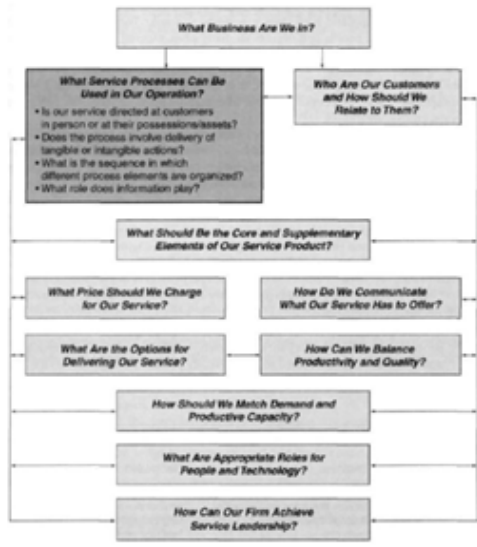 What Business Are We in?
What Service Processes Can Be
Used in Our Operation?
• Is our service directed at customers
in person or at their possessions/assets?
• Does the process involve delivery of
tangible or intangible actions?
• What is the sequence in which
different process elements are organized?
• What role does information play?
Who Are Our Customers
and How Should We
Relate to Them?
What Should Be the Core and Supplementary
Elements of Our Service Product?
What Price Should We Charge
for Our Service?
How Do We Communicate
What Our Service Has to Offer?
What Are the Options for
Delivering Our Service?
How Can We Balance
Productivity and Quality?
How Should We Match Demand and
Productive Capacity?
What Are Appropriate Roles for
People and Technology?
How Can Our Firm Achieve
Service Leadership?